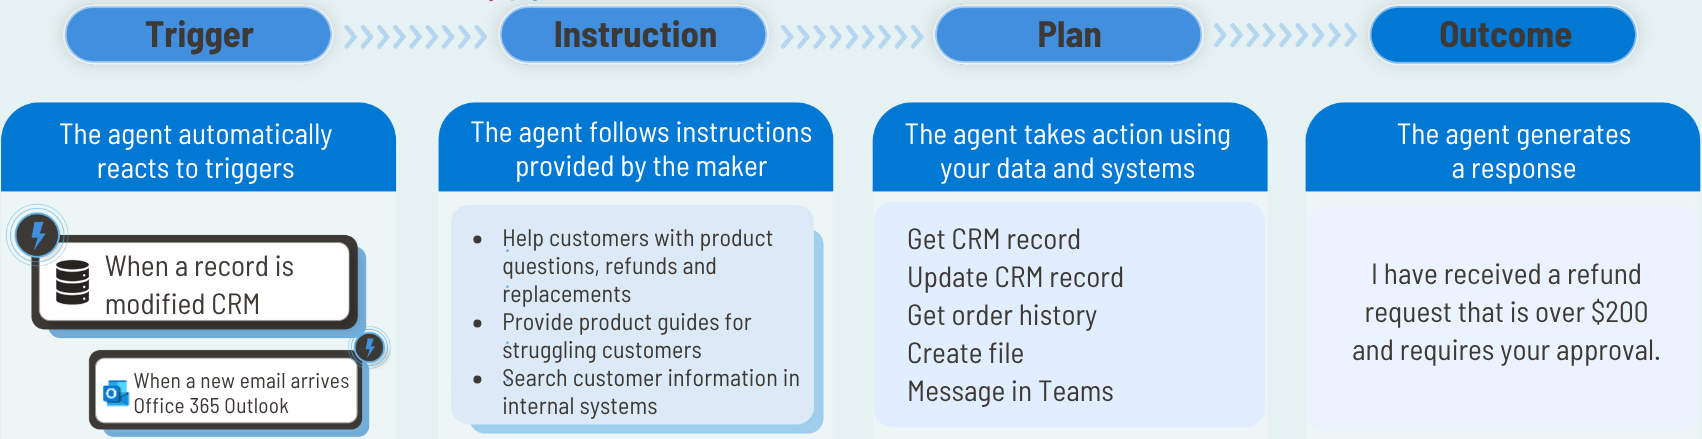 Trigger
Instruction
Plan
Outcome
The agent automatically
reacts to triggers
When a record is
modified CRM
When a new email arrives
Office 365 Outlook
The agent follows instructions
provided by the maker
• Help customers with product
questions, refunds and
replacements
• Provide product guides for
struggling customers
• Search customer information in
internal systems
The agent takes action using
your data and systems
Get CRM record
Update CRM record
Get order history
Create file
Message in Teams
The agent generates
a response
I have received a refund
request that is over $200
and requires your approval.